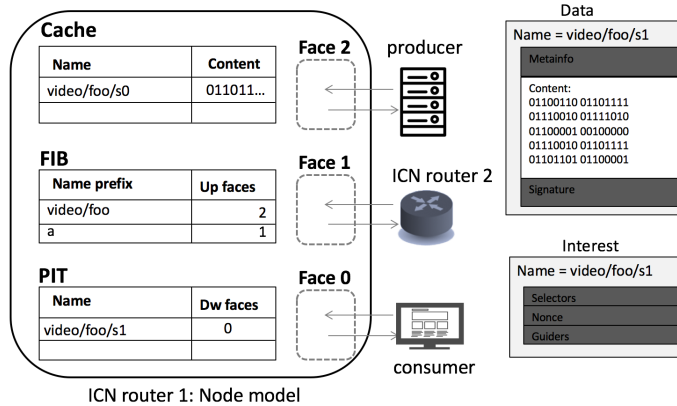 Cache
Name Content
video/foo/s0 011011...
FIB
Name prefix Up faces
video/foo 2
a 1
PIT
Name Dw faces
video/foo/s1 0
Face 2
Face 1
Face 0
producer
ICN router 2
consumer
ICN router 1: Node model
Data
Name = video/foo/s1
Metainfo
Content:
01100110 01101111
01110010 01111010
01100001 00100000
01110010 01101111
01101101 01100001
Signature
Interest
Name = video/foo/s1
Selectors
Nonce
Guiders